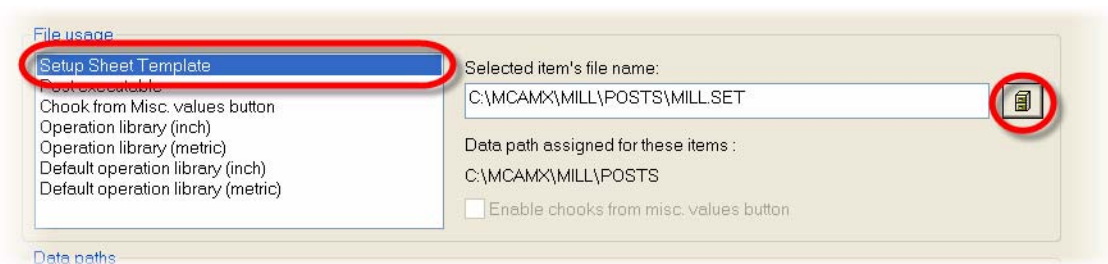 File usage
Setup Sheet Template
Post executable
Chook from Misc. values button
Operation library (inch)
Operation library (metric)
Default operation library (inch)
Default operation library (metric)
Selected item's file name:
C:\MCAMX\MILL\POSTS\MILL.SET
Data path assigned for these items :
C:\MCAMX\MILL\POSTS
Enable chooks from misc. values button
Data paths